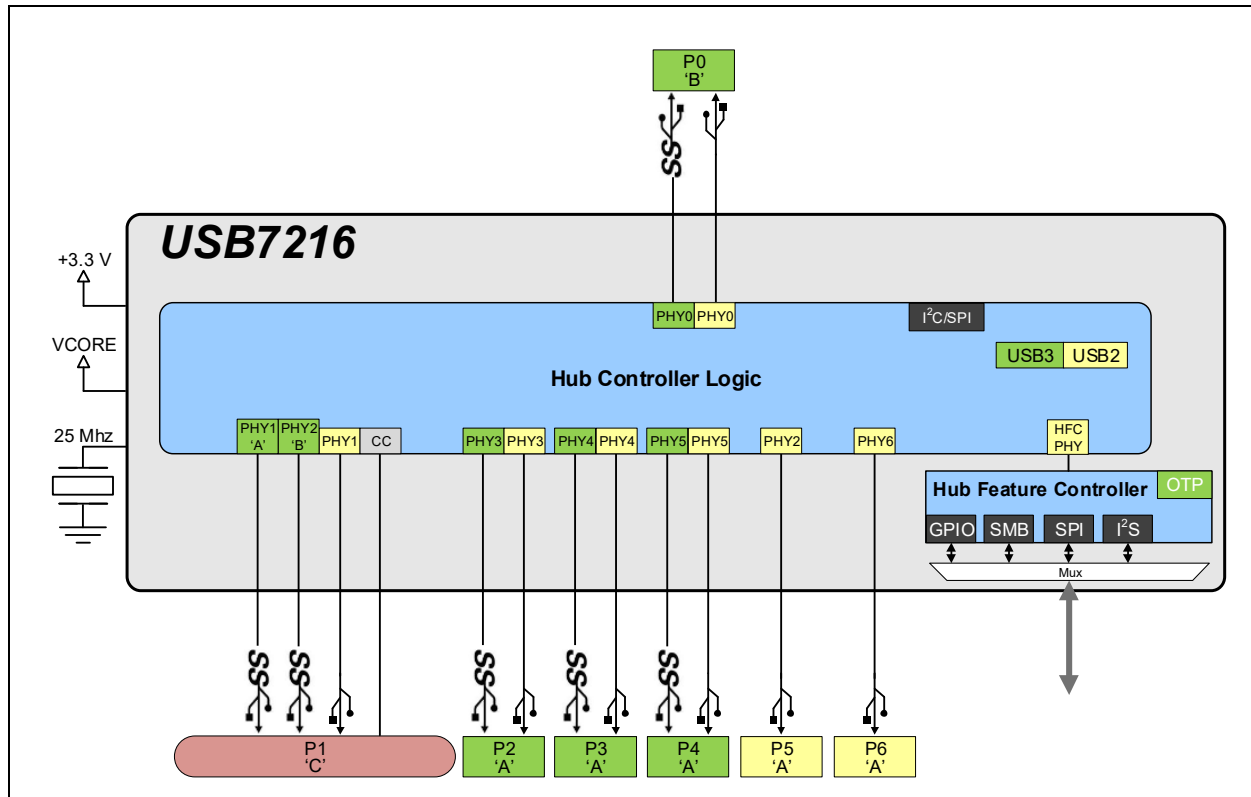 P0
‘B’
SS
USB7216
+3.3 V
VCORE
25 Mhz
PHY0 PHY0
I²C/SPI
USB3 USB2
Hub Controller Logic
PHY1 PHY2
‘A’ ‘B’
PHY1 CC
PHY3 PHY3 PHY4 PHY4 PHY5 PHY5 PHY2 PHY6
HFC
PHY
Hub Feature Controller OTP
GPIO SMB SPI I²S
Mux
SS SS SS SS SS
P1
‘C’
P2
‘A’
P3
‘A’
P4
‘A’
P5
‘A’
P6
‘A’